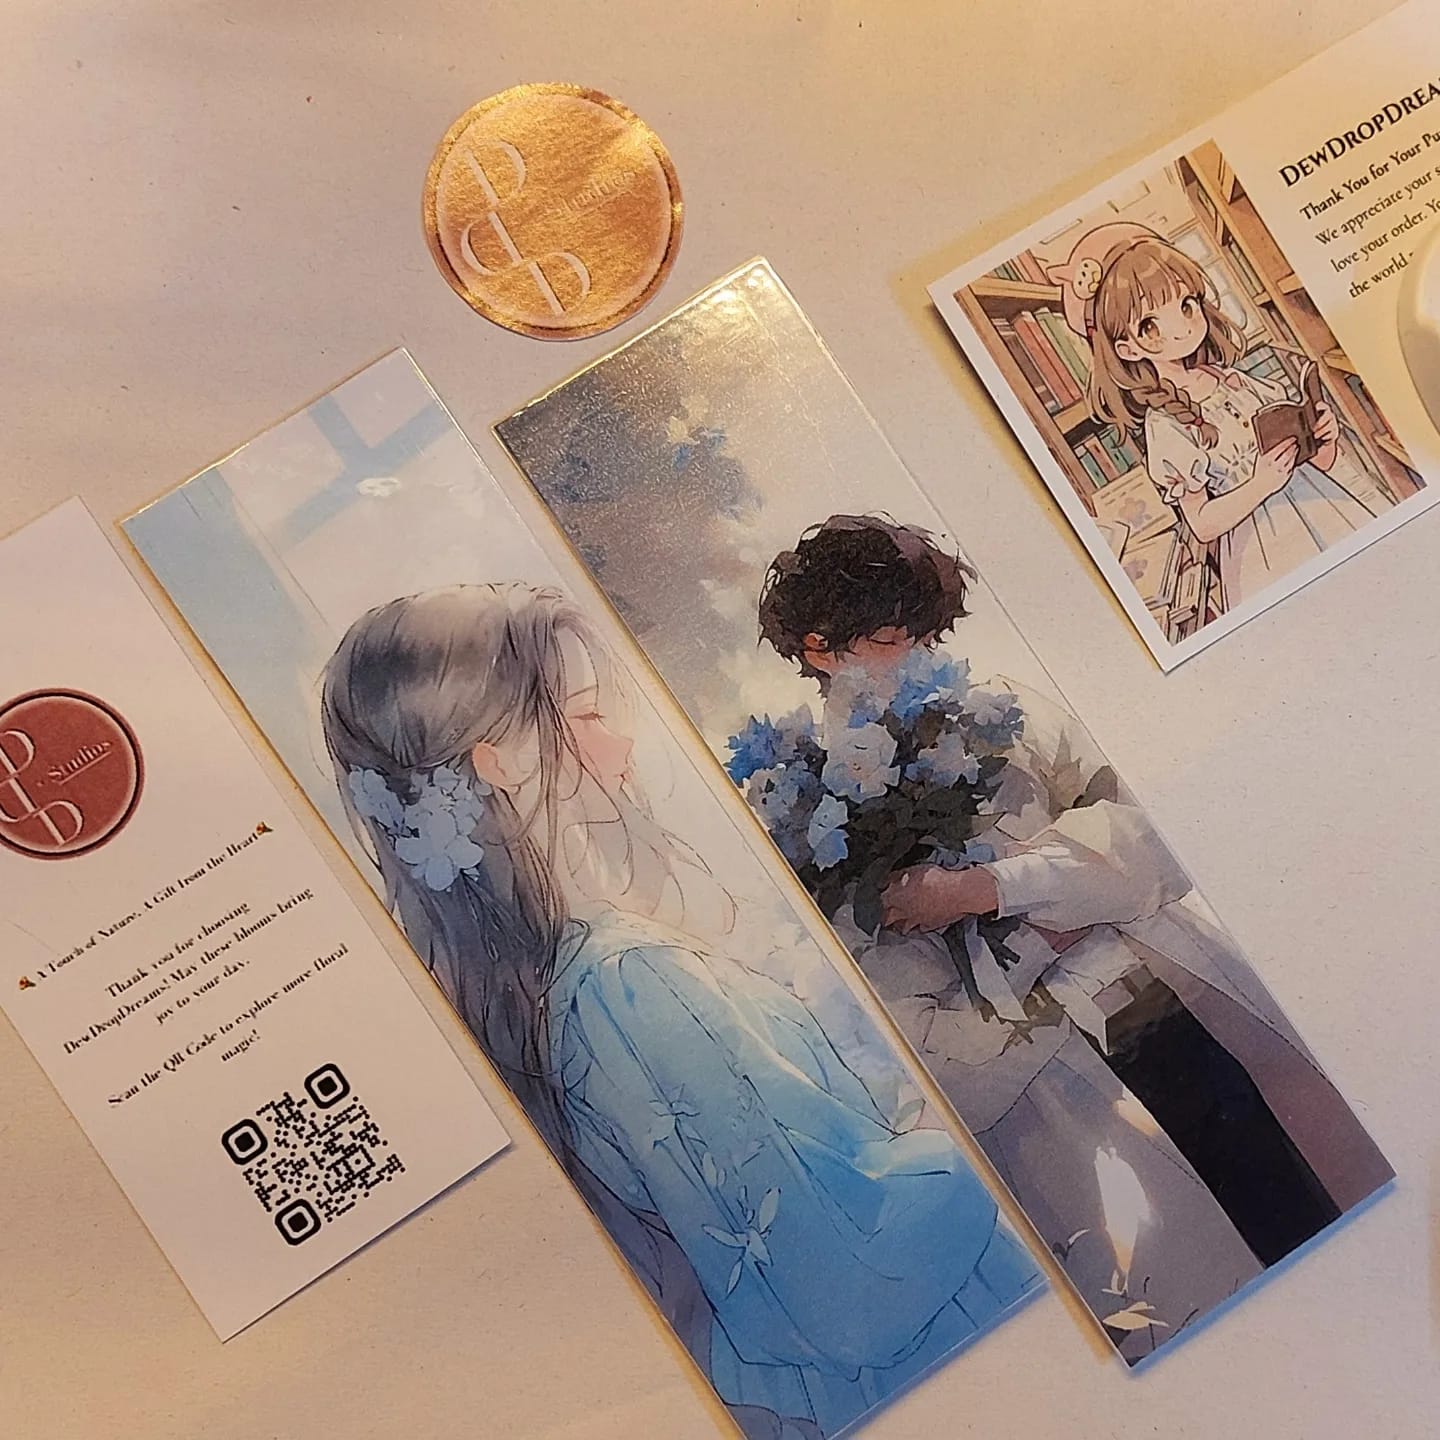 Studios
DEWDROPDREA
Thank You for Your Pu
We appreciate your s
love your order. Yo
the world.
Studios
A Touch of Nature, A Gift from the Heart
Thank you for choosing
DewDropDreams! May these blooms bring
joy to your day.
Scan the QR Code to explore more floral
magic!